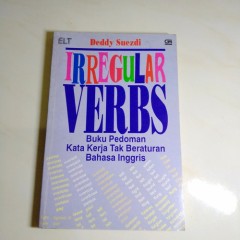 ELT
Deddy Suezdi
IRREGULAR
VERBS
Buku Pedoman
Kata Kerja Tak Beraturan
Bahasa Inggris